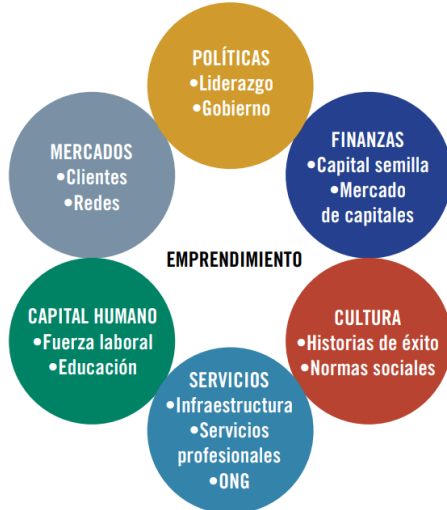 POLÍTICAS
•Liderazgo
•Gobierno
MERCADOS
•Clientes
•Redes
FINANZAS
•Capital semilla
•Mercado
de capitales
EMPRENDIMIENTO
CAPITAL HUMANO
•Fuerza laboral
•Educación
CULTURA
•Historias de éxito
•Normas sociales
SERVICIOS
•Infraestructura
•Servicios
profesionales
•ONG